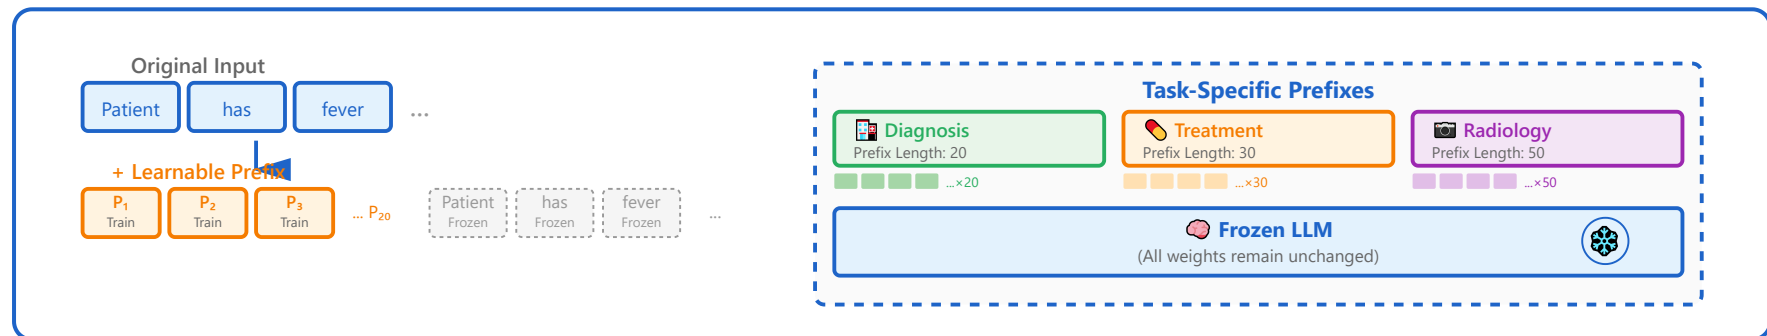 Original Input
Patient has fever ...
+ Learnable Prefix
P₁ P₂ P₃ ... P₂₀ Patient has fever ...
Train Train Train Frozen Frozen Frozen
Task-Specific Prefixes
Diagnosis
Prefix Length: 20
...×20
Treatment
Prefix Length: 30
...×30
Radiology
Prefix Length: 50
...×50
Frozen LLM
(All weights remain unchanged)